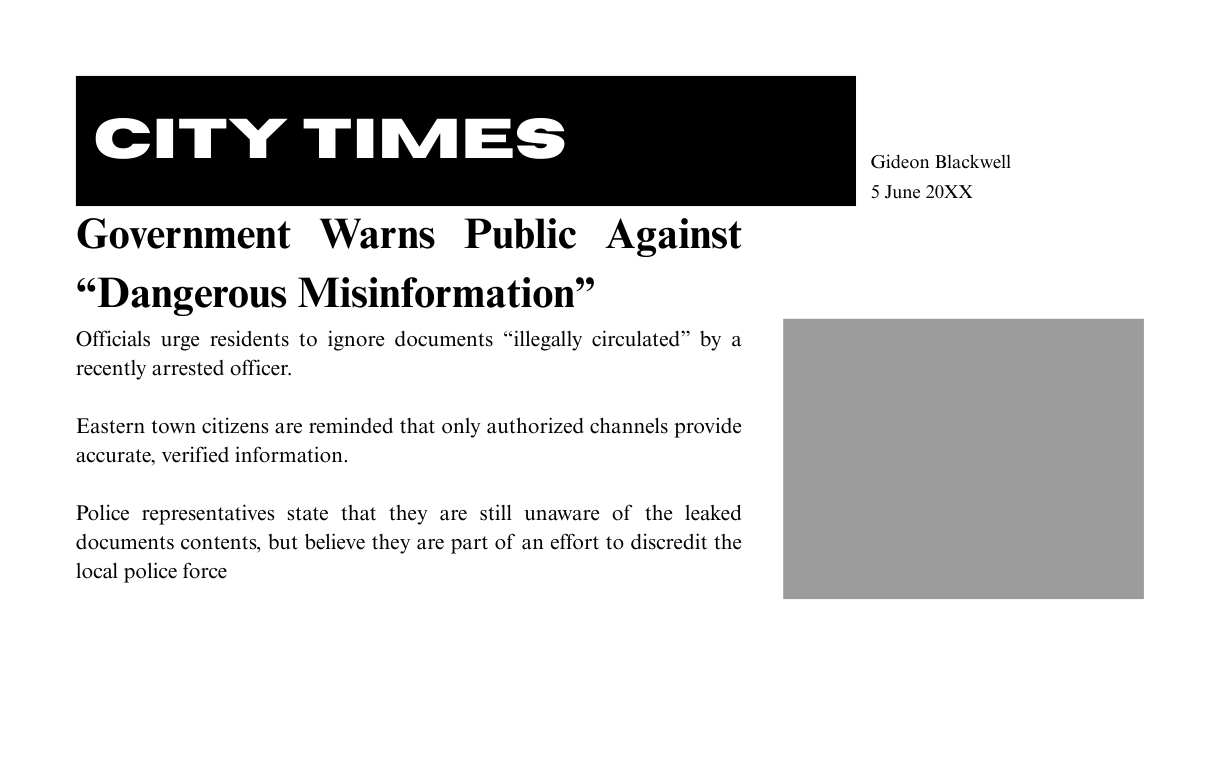 CITY TIMES
Gideon Blackwell
5 June 20XX
Government Warns Public Against
“Dangerous Misinformation”
Officials urge residents to ignore documents “illegally circulated” by a
recently arrested officer.
Eastern town citizens are reminded that only authorized channels provide
accurate, verified information.
Police representatives state that they are still unaware of the leaked
documents contents, but believe they are part of an effort to discredit the
local police force